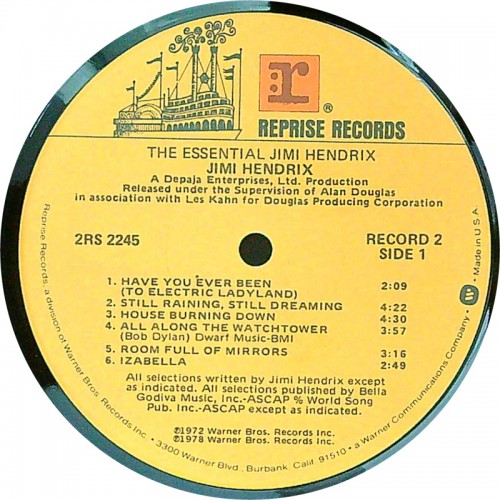 r
®
REPRISE RECORDS
THE ESSENTIAL JIMI HENDRIX
JIMI HENDRIX
A Depaja Enterprises, Ltd. Production
Released under the Supervision of Alan Douglas
in association with Les Kahn for Douglas Producing Corporation
2RS 2245
RECORD 2
SIDE 1
1. HAVE YOU EVER BEEN
(TO ELECTRIC LADYLAND) 2:09
2. STILL RAINING, STILL DREAMING 4:22
3. HOUSE BURNING DOWN 4:30
4. ALL ALONG THE WATCHTOWER 3:57
(Bob Dylan) Dwarf Music-BMI
5. ROOM FULL OF MIRRORS 3:16
6. IZABELLA 2:49
All selections written by Jimi Hendrix except
as indicated. All selections published by Bella
Godiva Music, Inc.-ASCAP % World Song
Pub. Inc.-ASCAP except as indicated.
℗1972 Warner Bros. Records Inc.
℗1978 Warner Bros. Records Inc.
Reprise Records, a division of Warner Bros. Records Inc. • 3300 Warner Blvd., Burbank, Calif. 91510 • a Warner Communications Company • W • Made in U.S.A.